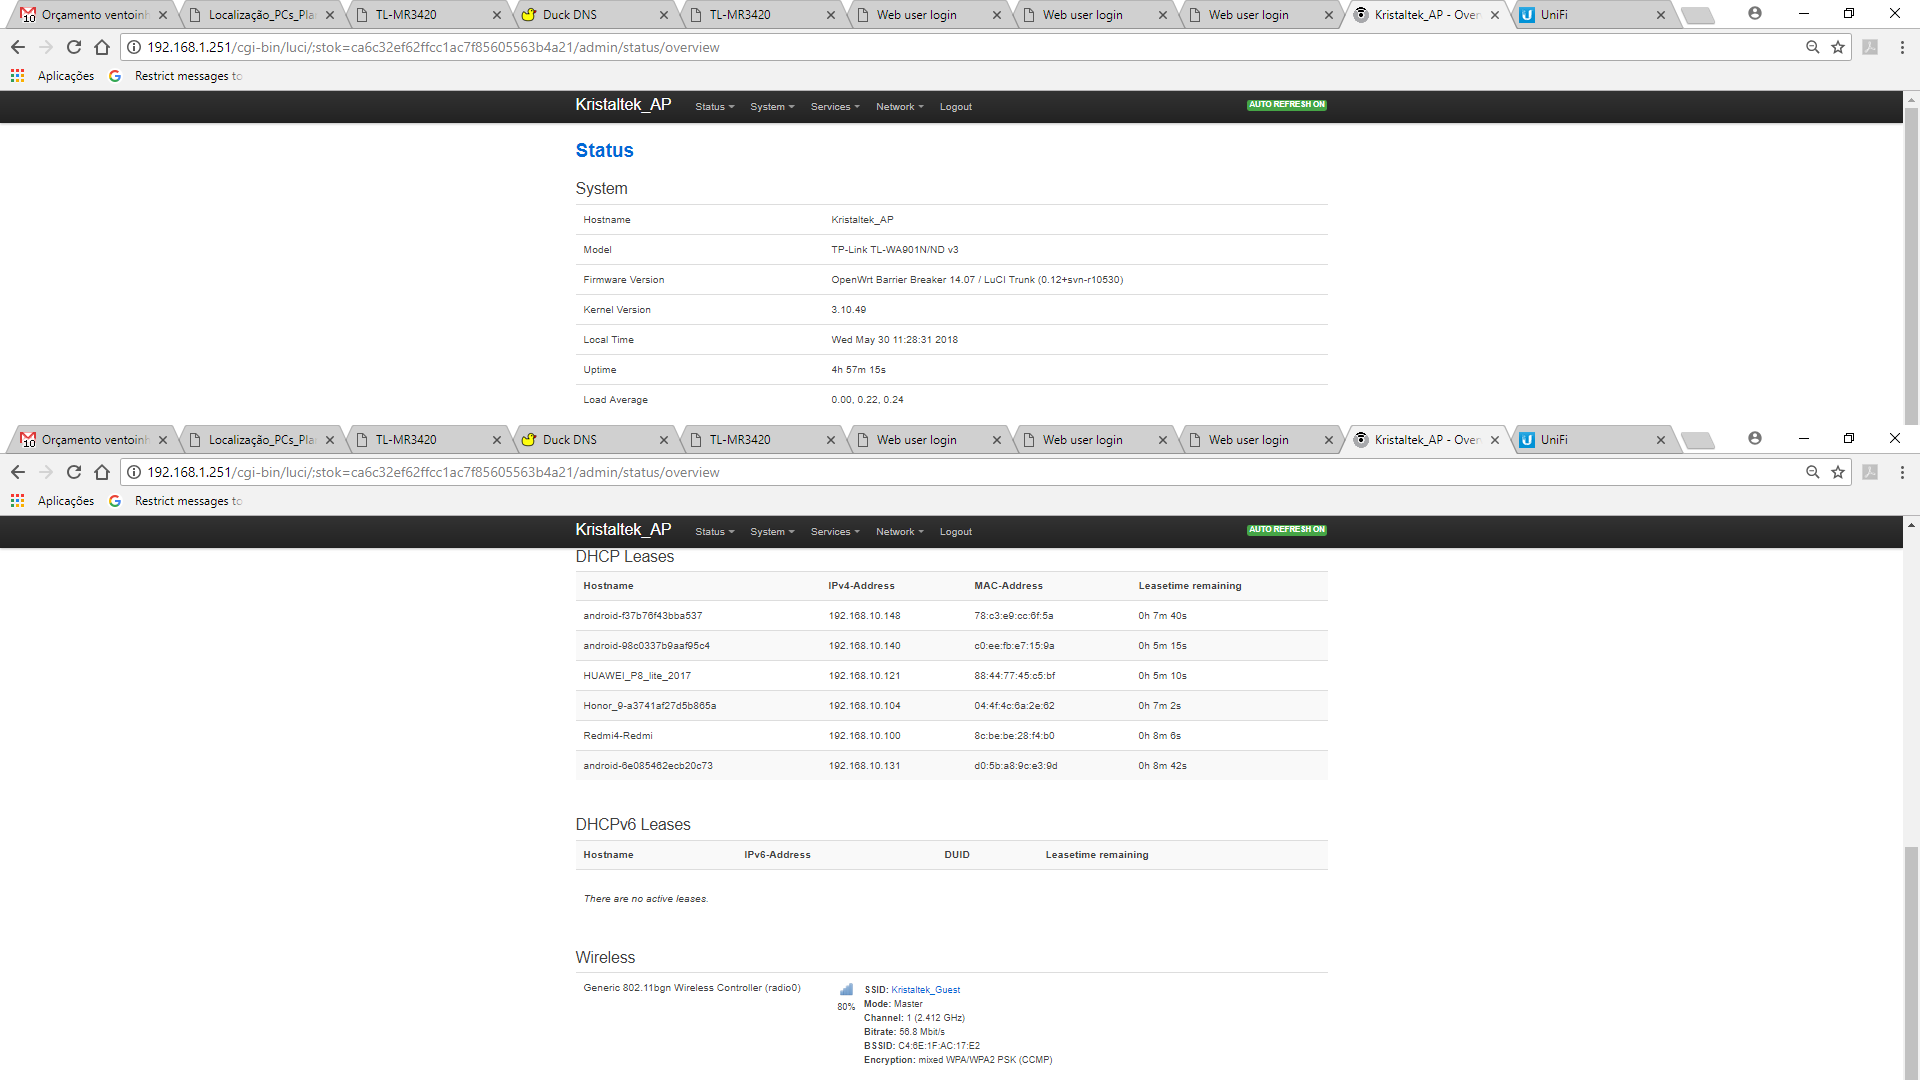 Orçamento ventoinh Localização_PCs_Pla TL-MR3420 Duck DNS TL-MR3420 Web user login Web user login Web user login Kristaltek_AP - Over UniFi
192.168.1.251/cgi-bin/luci/;stok=ca6c32ef62ffcc1ac7f85605563b4a21/admin/status/overview
Aplicações Restrict messages to
Kristaltek_AP Status System Services Network Logout AUTO REFRESH ON
Status
System
Hostname Kristaltek_AP
Model TP-Link TL-WA901N/ND v3
Firmware Version OpenWrt Barrier Breaker 14.07 / LuCI Trunk (0.12+svn-r10530)
Kernel Version 3.10.49
Local Time Wed May 30 11:28:31 2018
Uptime 4h 57m 15s
Load Average 0.00, 0.22, 0.24
Orçamento ventoinh Localização_PCs_Pla TL-MR3420 Duck DNS TL-MR3420 Web user login Web user login Web user login Kristaltek_AP - Over UniFi
192.168.1.251/cgi-bin/luci/;stok=ca6c32ef62ffcc1ac7f85605563b4a21/admin/status/overview
Aplicações Restrict messages to
Kristaltek_AP Status System Services Network Logout AUTO REFRESH ON
DHCP Leases
Hostname IPv4-Address MAC-Address Leasetime remaining
android-f37b76f43bba537 192.168.10.148 78:c3:e9:cc:6f:5a 0h 7m 40s
android-98c0337b9aaf95c4 192.168.10.140 c0:ee:fb:e7:15:9a 0h 5m 15s
HUAWEI_P8_lite_2017 192.168.10.121 88:44:77:45:c5:bf 0h 5m 10s
Honor_9-a3741af27d5b865a 192.168.10.104 04:4f:4c:6a:2e:62 0h 7m 2s
Redmi4-Redmi 192.168.10.100 8c:be:be:28:f4:b0 0h 8m 6s
android-6e085462ecb20c73 192.168.10.131 d0:5b:a8:9c:e3:9d 0h 8m 42s
DHCPv6 Leases
Hostname IPv6-Address DUID Leasetime remaining
There are no active leases.
Wireless
Generic 802.11bgn Wireless Controller (radio0) 80% SSID: Kristaltek_Guest
Mode: Master
Channel: 1 (2.412 GHz)
Bitrate: 56.8 Mbit/s
BSSID: C4:6E:1F:AC:17:E2
Encryption: mixed WPA/WPA2 PSK (CCMP)